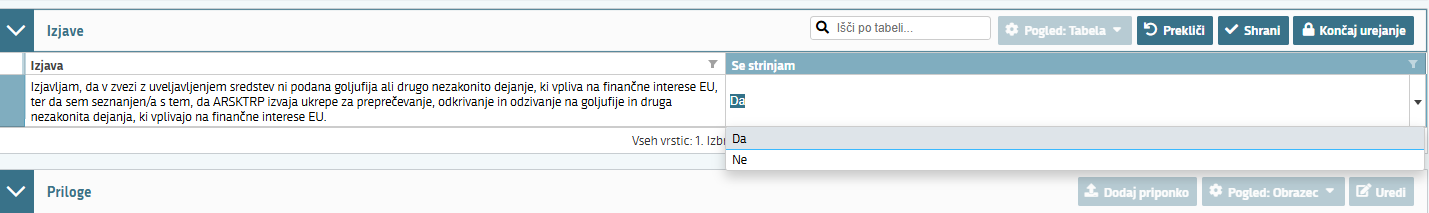 Izjave
Išči po tabeli...
Pogled: Tabela
Prekliči
Shrani
Končaj urejanje
Izjava
Se strinjam
Izjavljam, da v zvezi z uveljavljenjem sredstev ni podana goljufija ali drugo nezakonito dejanje, ki vpliva na finančne interese EU,
ter da sem seznanjen/a s tem, da ARSKTRP izvaja ukrepe za preprečevanje, odkrivanje in odzivanje na goljufije in druga
nezakonita dejanja, ki vplivajo na finančne interese EU.
Da
Da
Ne
Vseh vrstic: 1. Izbr
Priloge
Dodaj priponko
Pogled: Obrazec
Uredi